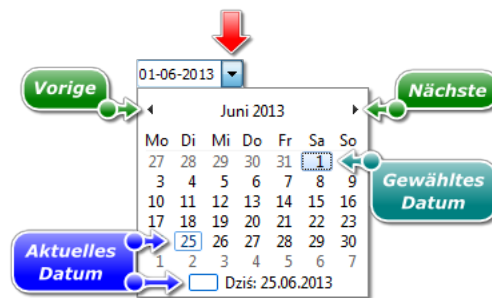 01-06-2013
Vorige
Nächste
Juni 2013
Mo Di Mi Do Fr Sa So
27 28 29 30 31 1 2
3 4 5 6 7 8 9
10 11 12 13 14 15 16
17 18 19 20 21 22 23
25 26 27 28 29 30
1 2 3 4 5 6 7
Dziś: 25.06.2013
Gewähltes
Datum
Aktuelles
Datum